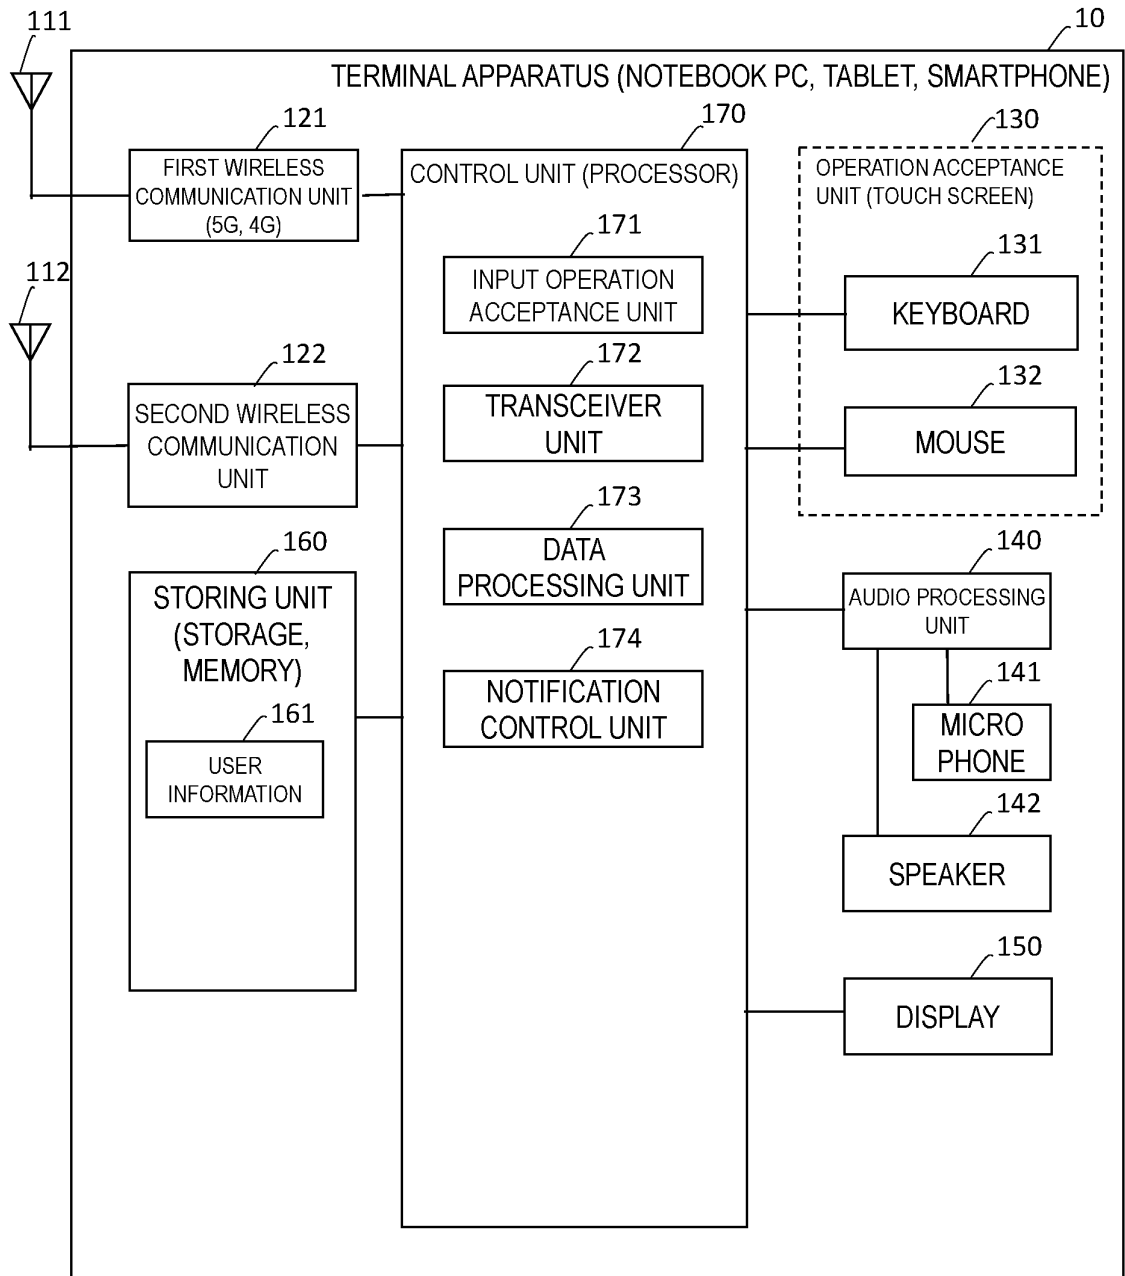 111
10
TERMINAL APPARATUS (NOTEBOOK PC, TABLET, SMARTPHONE)
121
FIRST WIRELESS
COMMUNICATION UNIT
(5G, 4G)
112
122
SECOND WIRELESS
COMMUNICATION
UNIT
160
STORING UNIT
(STORAGE,
MEMORY)
161
USER
INFORMATION
170
CONTROL UNIT (PROCESSOR)
171
INPUT OPERATION
ACCEPTANCE UNIT
172
TRANSCEIVER
UNIT
173
DATA
PROCESSING UNIT
174
NOTIFICATION
CONTROL UNIT
130
OPERATION ACCEPTANCE
UNIT (TOUCH SCREEN)
131
KEYBOARD
132
MOUSE
140
AUDIO PROCESSING
UNIT
141
MICRO
PHONE
142
SPEAKER
150
DISPLAY